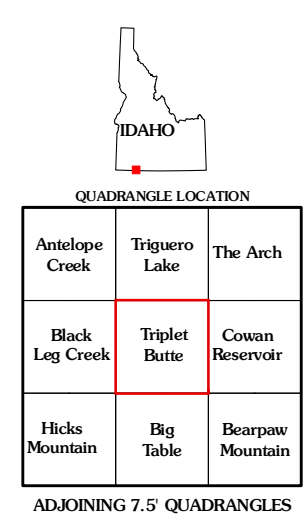 IDAHO
QUADRANGLE LOCATION
Antelope
Creek
Triguero
Lake
The Arch
Black
Leg Creek
Triplet
Butte
Cowan
Reservoir
Hicks
Mountain
Big
Table
Bearpaw
Mountain
ADJOINING 7.5' QUADRANGLES